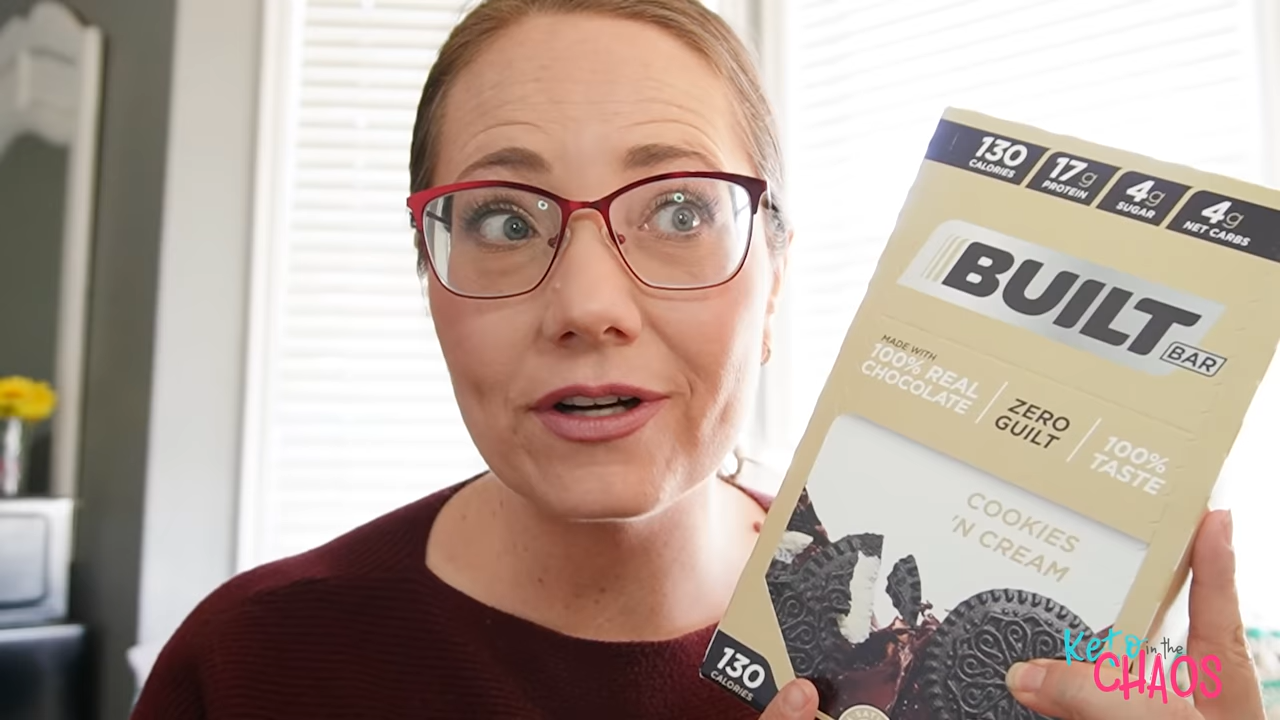 130
CALORIES
17g
PROTEIN
4g
SUGAR
4g
NET CARBS
BUILT
BAR
MADE WITH
100% REAL
CHOCOLATE
ZERO
GUILT
100%
TASTE
COOKIES
'N CREAM
130
CALORIES
Keto in the
CHAOS